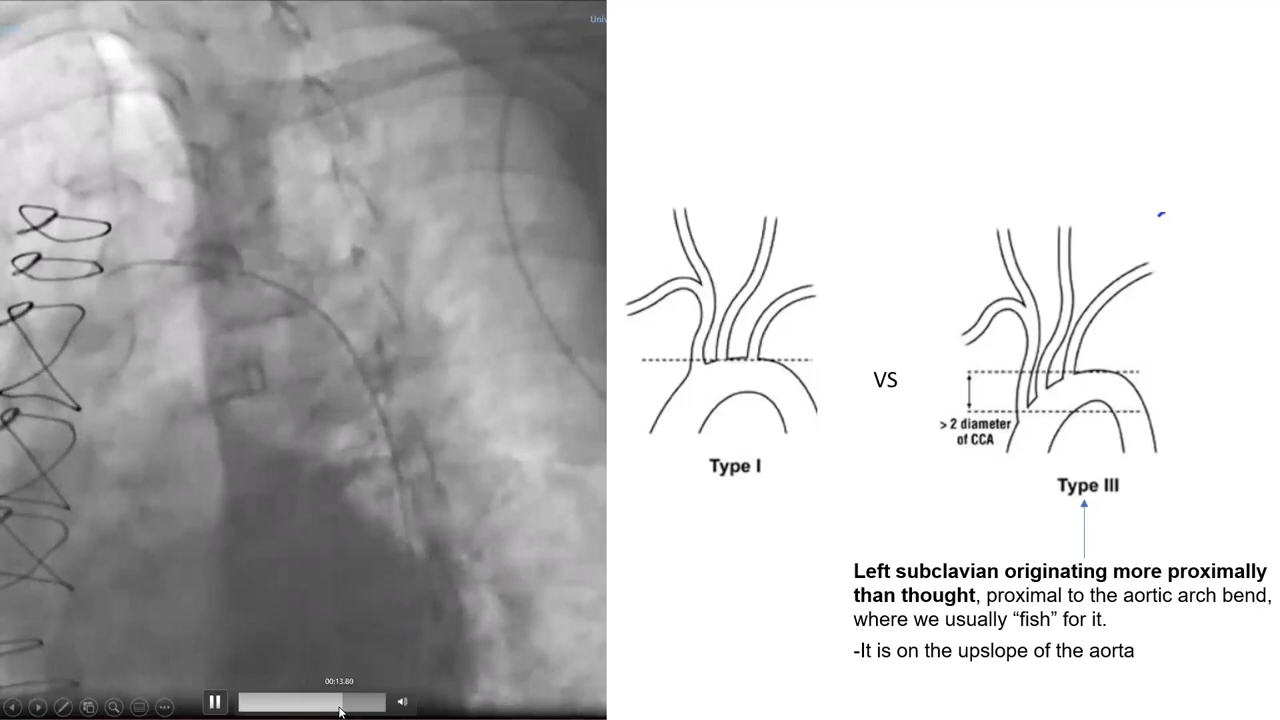 Univ
00:13.80
VS
> 2 diameter
of CCA
Type I
Type III
Left subclavian originating more proximally
than thought, proximal to the aortic arch bend,
where we usually “fish” for it.
-It is on the upslope of the aorta